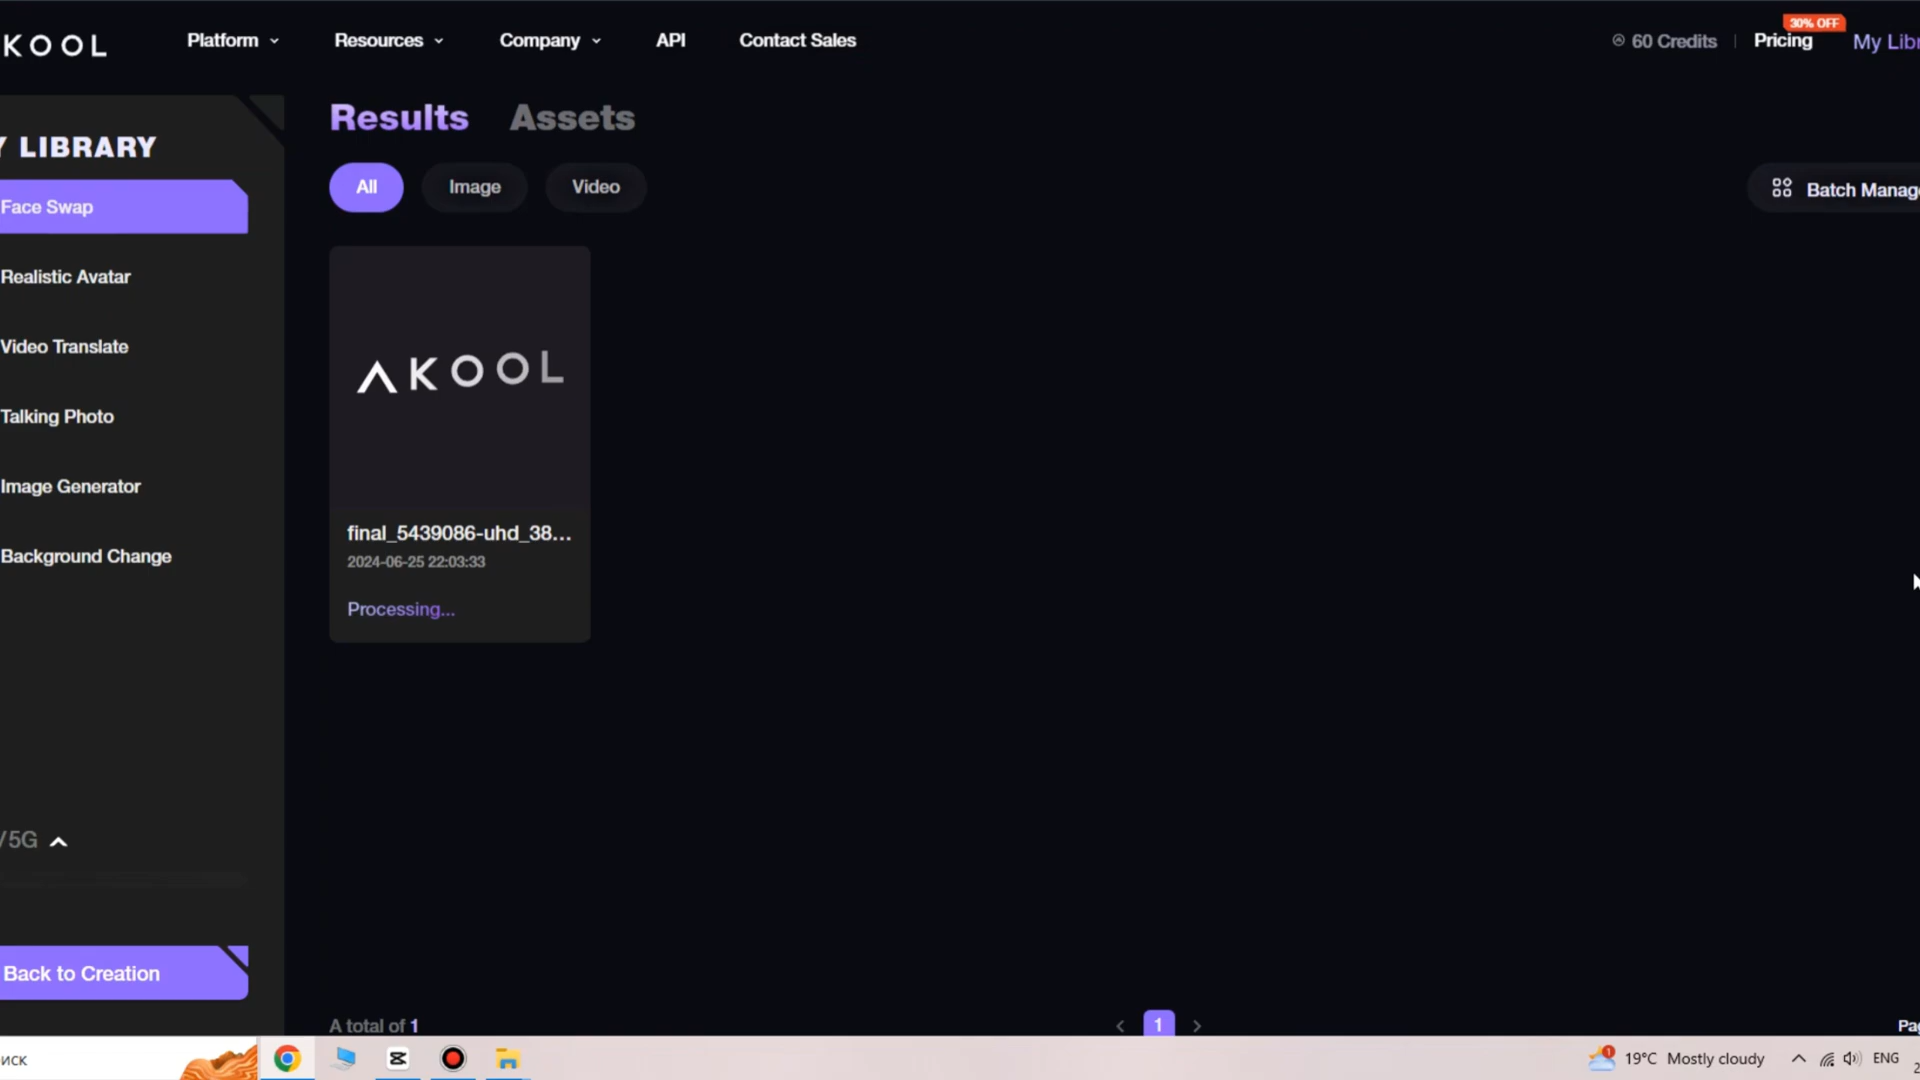 KOOL
Platform
Resources
Company
API
Contact Sales
60 Credits
Pricing
30% OFF
My Libr
Y LIBRARY
Face Swap
Realistic Avatar
Video Translate
Talking Photo
Image Generator
Background Change
/5G
Back to Creation
Results
Assets
All
Image
Video
Batch Manag
AKOOL
final_5439086-uhd_38...
2024-06-25 22:03:33
Processing...
A total of 1
1
Pag
иск
1
19°C Mostly cloudy
ENG